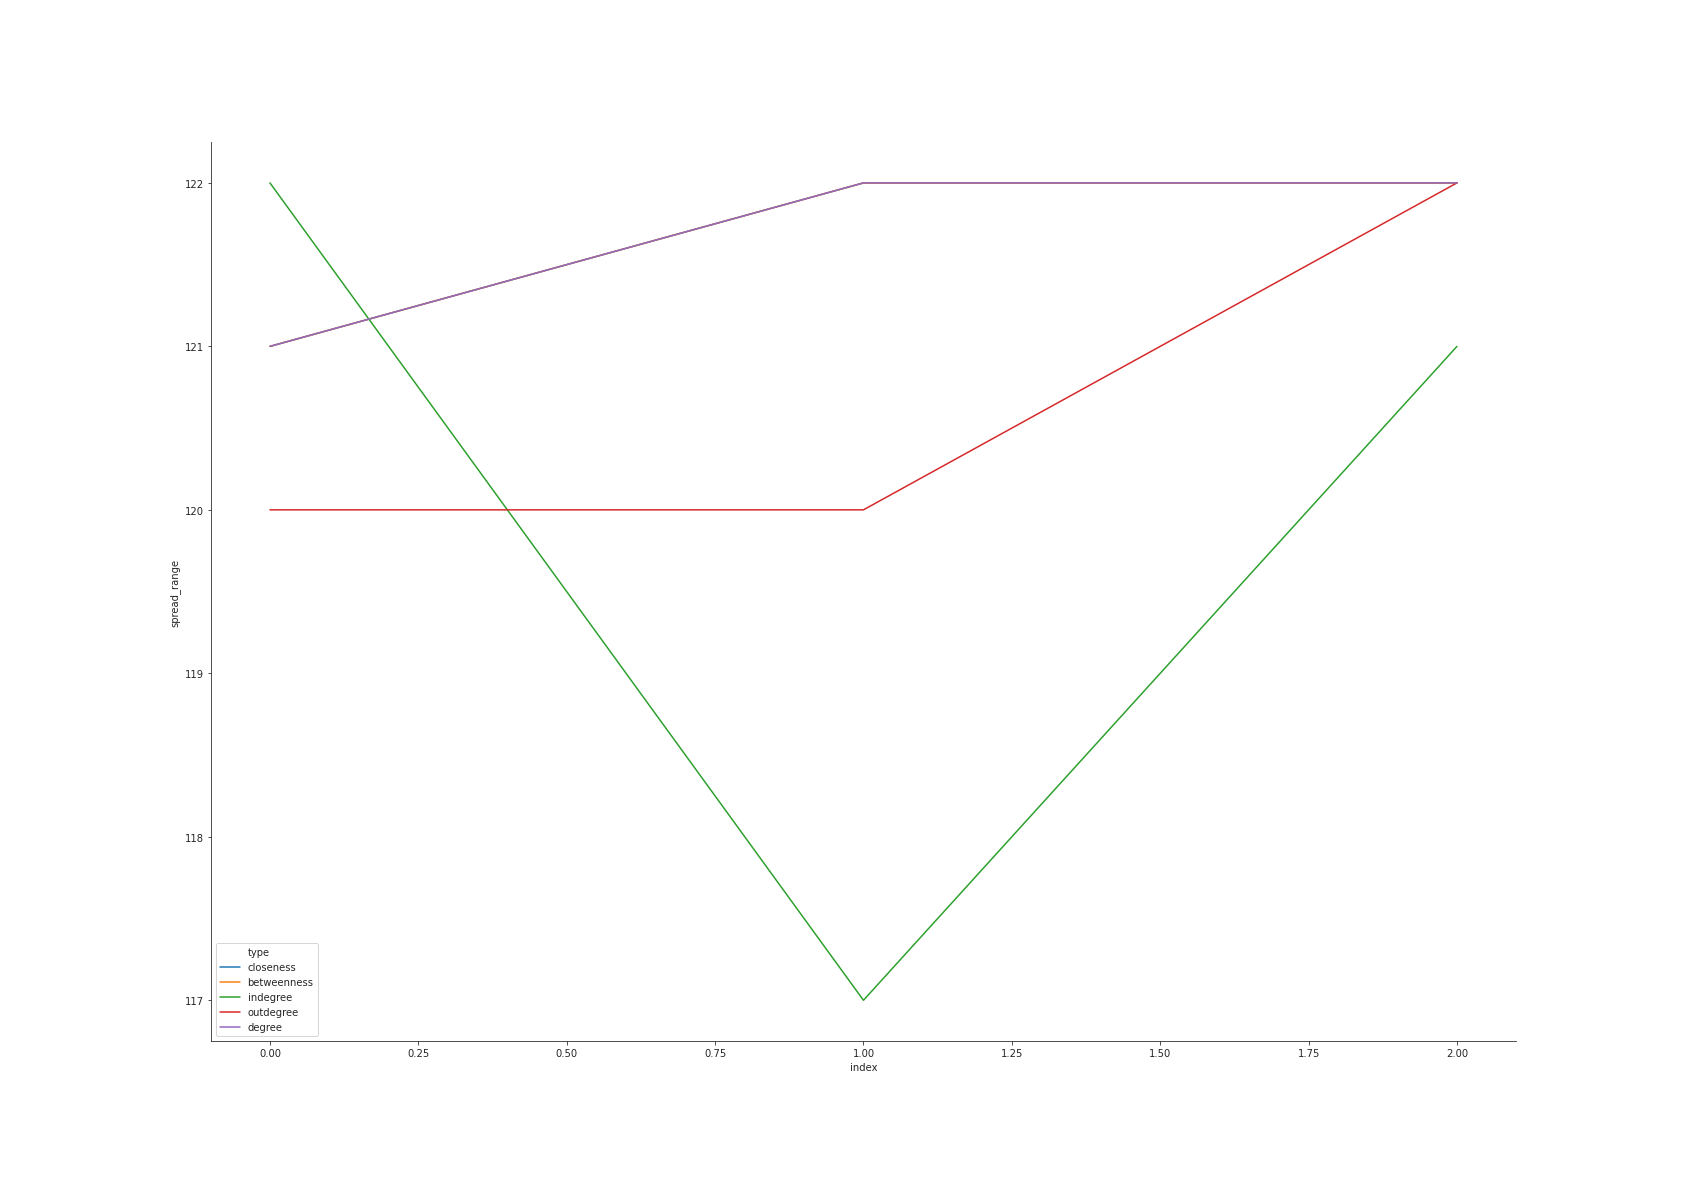 122
121
120
119
118
117
spread_range
type
closeness
betweenness
indegree
outdegree
degree
0.00 0.25 0.50 0.75 1.00 1.25 1.50 1.75 2.00
index